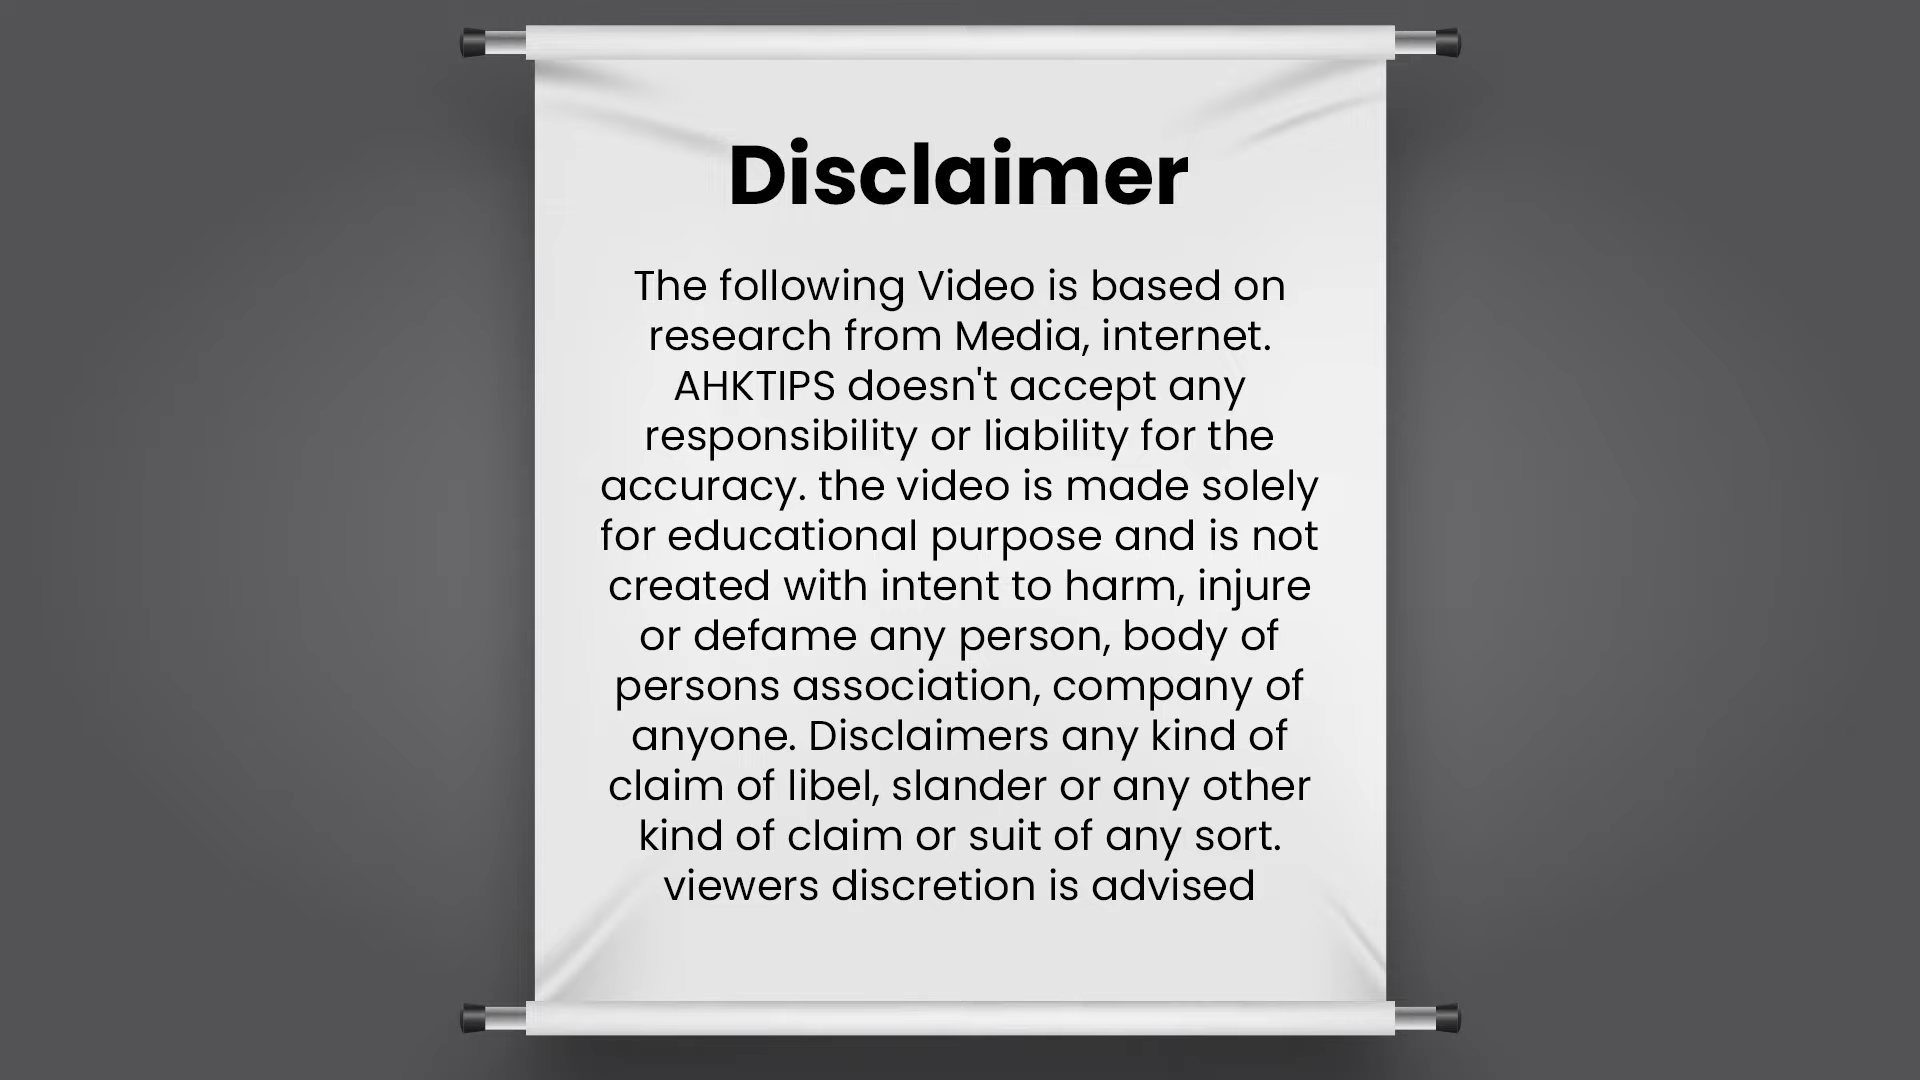 Disclaimer
The following Video is based on
research from Media, internet.
AHKTIPS doesn't accept any
responsibility or liability for the
accuracy. the video is made solely
for educational purpose and is not
created with intent to harm, injure
or defame any person, body of
persons association, company of
anyone. Disclaimers any kind of
claim of libel, slander or any other
kind of claim or suit of any sort.
viewers discretion is advised